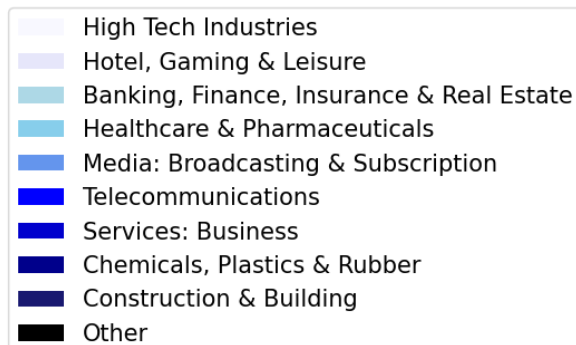 High Tech Industries
Hotel, Gaming & Leisure
Banking, Finance, Insurance & Real Estate
Healthcare & Pharmaceuticals
Media: Broadcasting & Subscription
Telecommunications
Services: Business
Chemicals, Plastics & Rubber
Construction & Building
Other